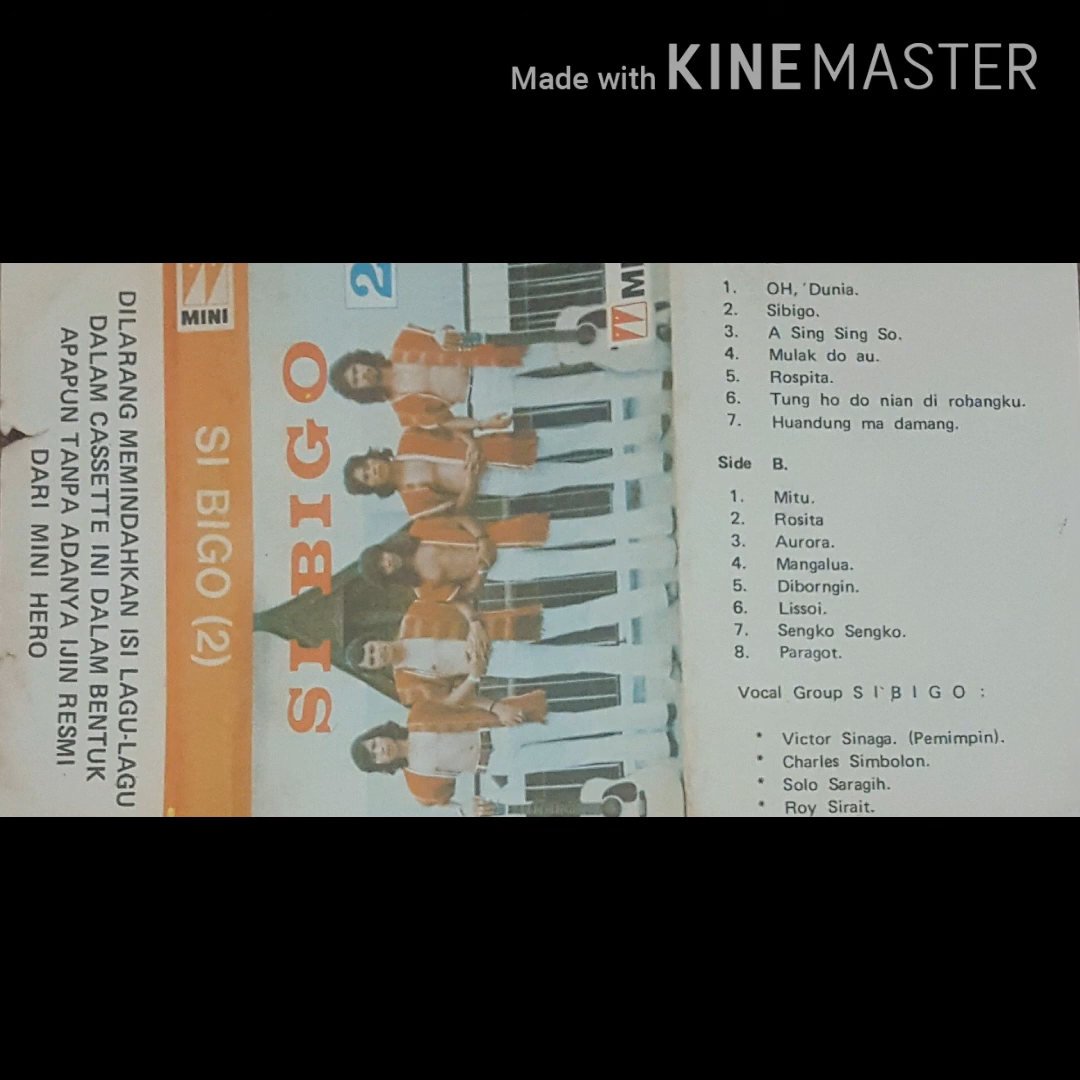 Made with KINEMASTER
DILARANG MEMINDAHKAN ISI LAGU-LAGU
DALAM CASSETTE INI DALAM BENTUK
APAPUN TANPA ADANYA IJIN RESMI
DARI MINI HERO
MINI
SI BIGO (2)
SI BIGO
2
MINI
1. OH, 'Dunia.
2. Sibigo.
3. A Sing Sing So.
4. Mulak do au.
5. Rospita.
6. Tung ho do nian di rohangku.
7. Huandung ma damang.
Side B.
1. Mitu.
2. Rosita
3. Aurora.
4. Mangalua.
5. Diborngin.
6. Lissoi.
7. Sengko Sengko.
8. Paragot.
Vocal Group S I B I G O :
* Victor Sinaga. (Pemimpin).
* Charles Simbolon.
* Solo Saragih.
* Roy Sirait.